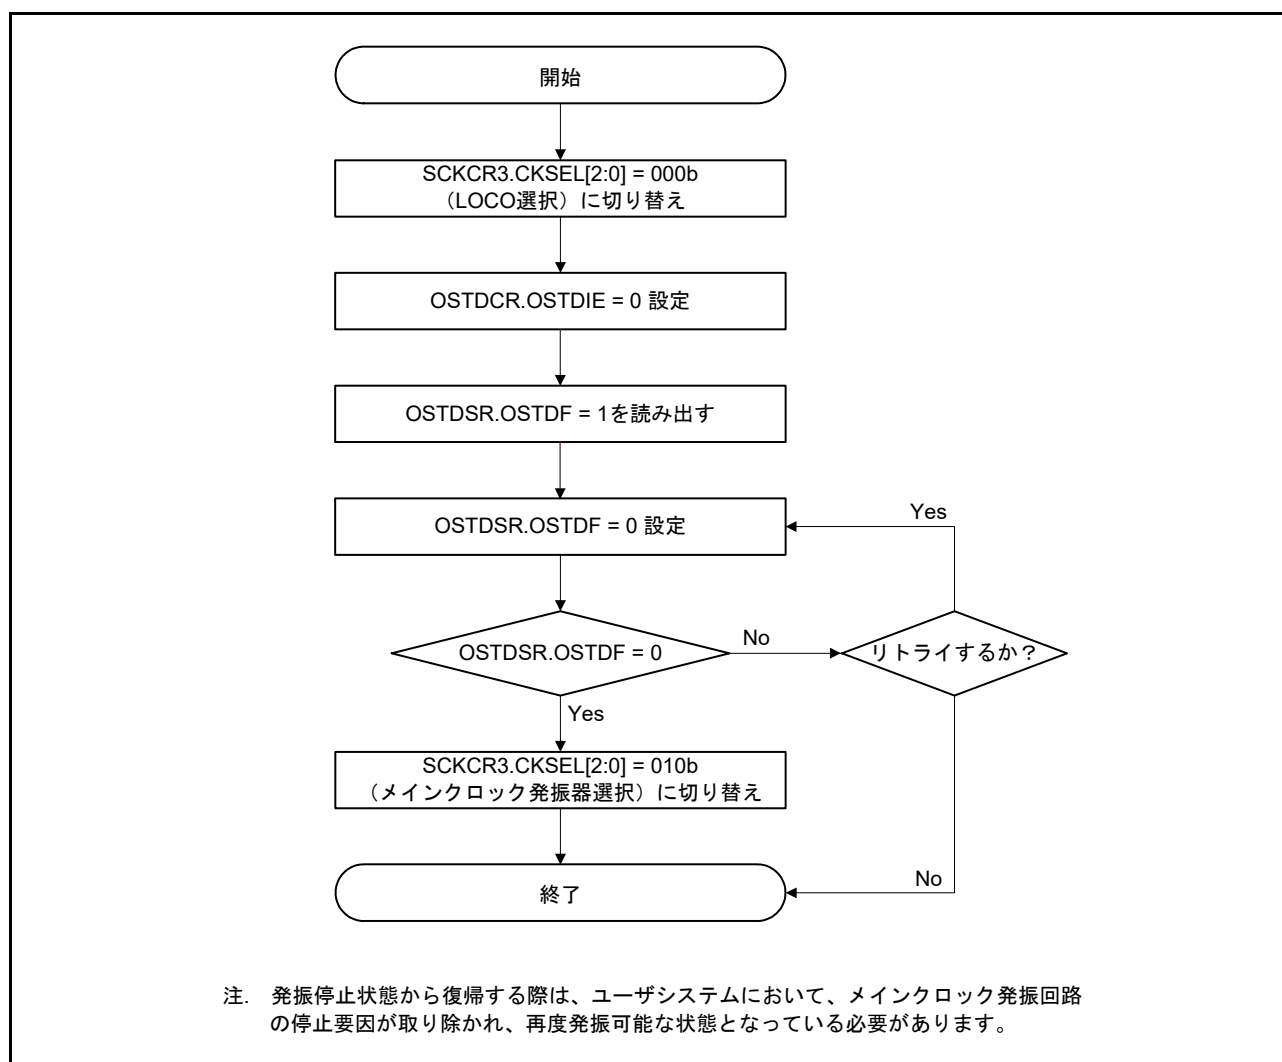 開始
SCKCR3.CKSEL[2:0] = 000b
（LOCO選択）に切り替え
OSTDCR.OSTDIE = 0 設定
OSTDSR.OSTDF = 1を読み出す
OSTDSR.OSTDF = 0 設定
Yes
OSTDSR.OSTDF = 0
No
リトライするか？
Yes
SCKCR3.CKSEL[2:0] = 010b
（メインクロック発振器選択）に切り替え
No
終了
注. 発振停止状態から復帰する際は、ユーザシステムにおいて、メインクロック発振回路
の停止要因が取り除かれ、再度発振可能な状態となっている必要があります。